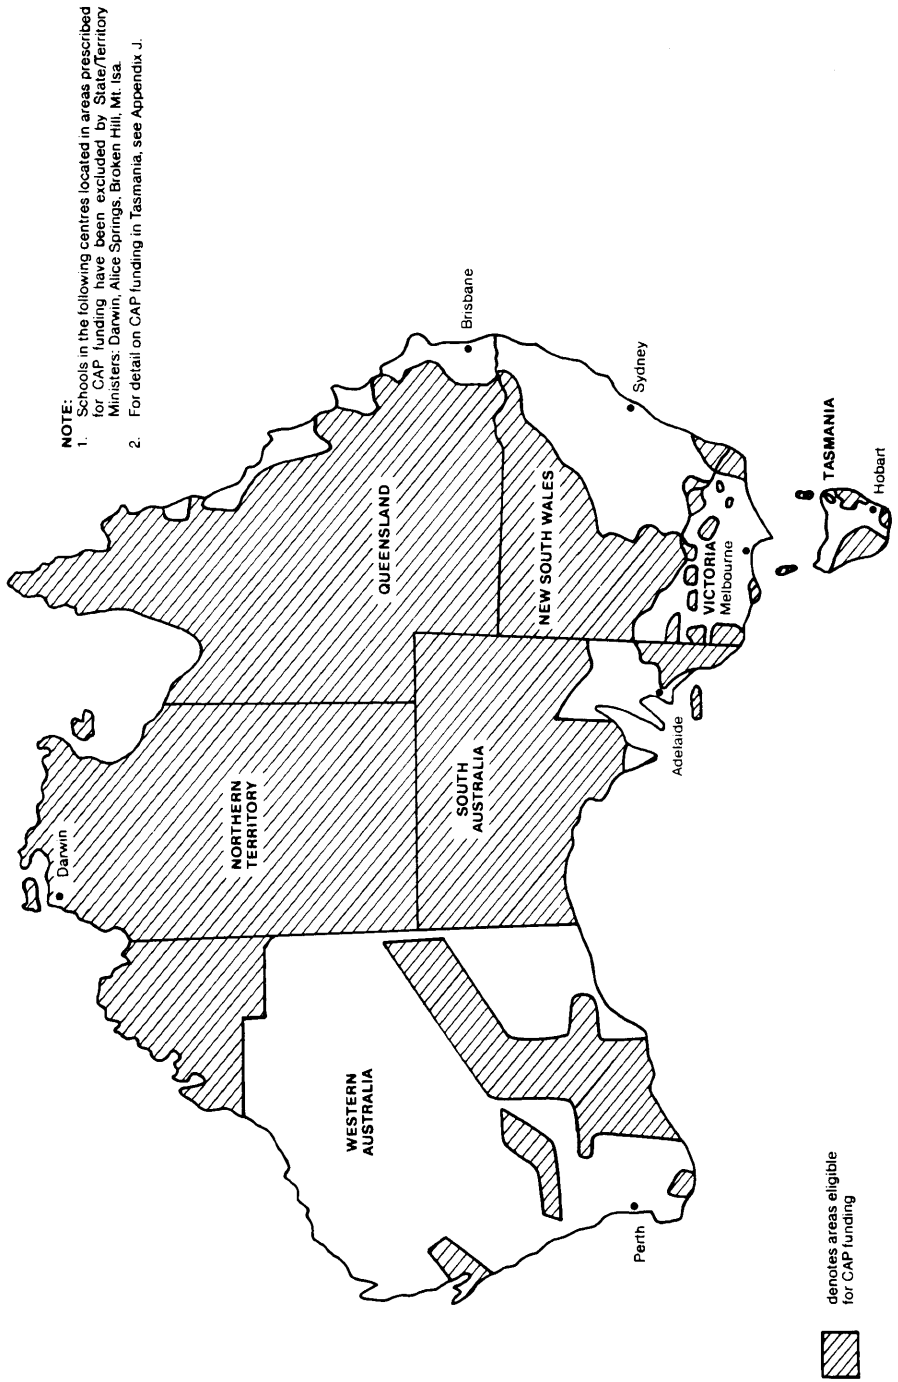 NOTE:
1. Schools in the following centres located in areas prescribed
for CAP funding have been excluded by State/Territory
Ministers: Darwin, Alice Springs, Broken Hill, Mt. Isa.
2. For detail on CAP funding in Tasmania, see Appendix J.
Darwin
NORTHERN
TERRITORY
QUEENSLAND
Brisbane
WESTERN
AUSTRALIA
SOUTH
AUSTRALIA
NEW SOUTH WALES
Sydney
Perth
Adelaide
VICTORIA
Melbourne
TASMANIA
Hobart
denotes areas eligible
for CAP funding